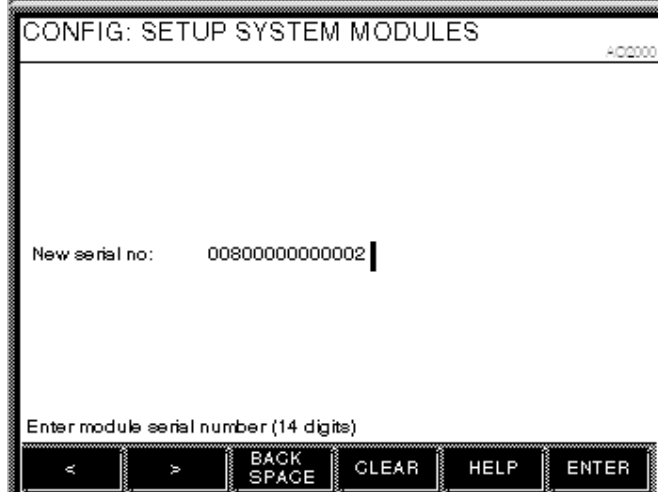 CONFIG: SETUP SYSTEM MODULES
AO2000
New serial no: 00800000000002
Enter module serial number (14 digits)
< > BACK SPACE CLEAR HELP ENTER